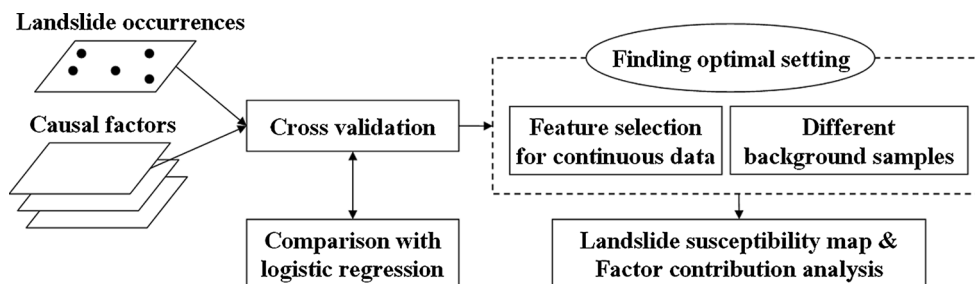 Landslide occurrences
Causal factors
Cross validation
Comparison with
logistic regression
Finding optimal setting
Feature selection
for continuous data
Different
background samples
Landslide susceptibility map &
Factor contribution analysis